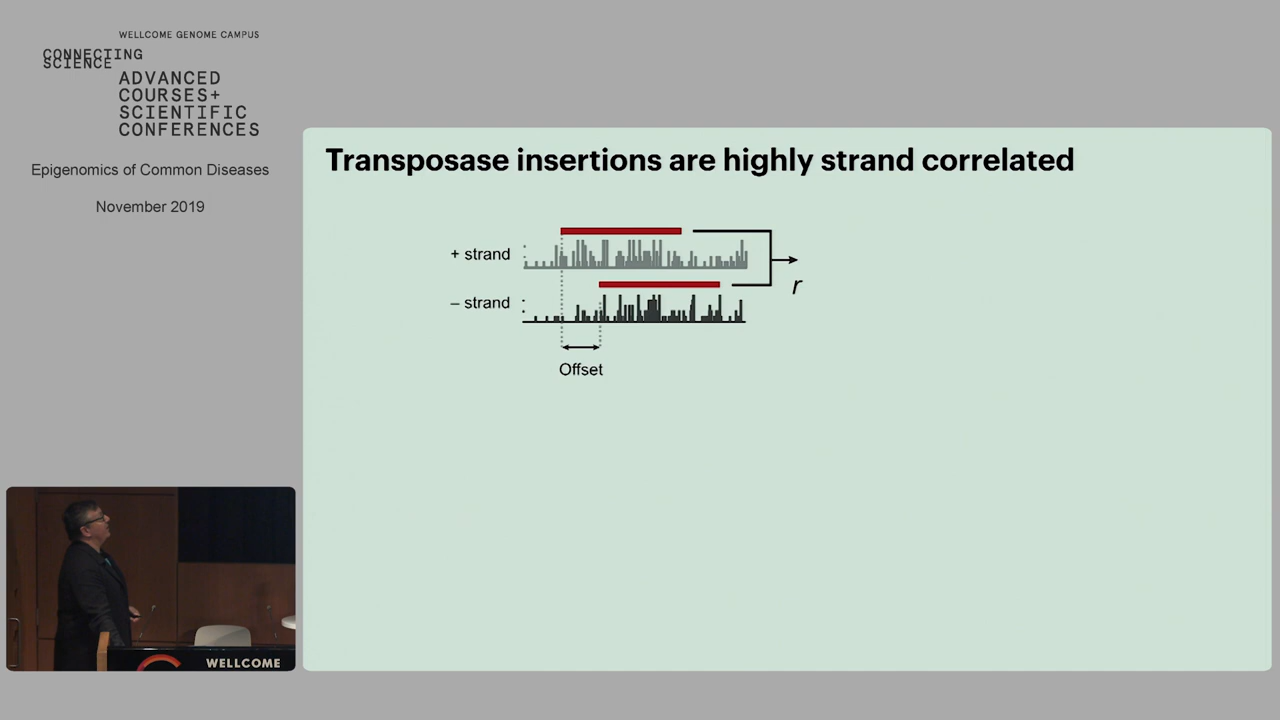 WELLCOME GENOME CAMPUS
CONNECTING
SCIENCE
ADVANCED
COURSES+
SCIENTIFIC
CONFERENCES
Epigenomics of Common Diseases
November 2019
Transposase insertions are highly strand correlated
+ strand
– strand
r
Offset
WELLCOME